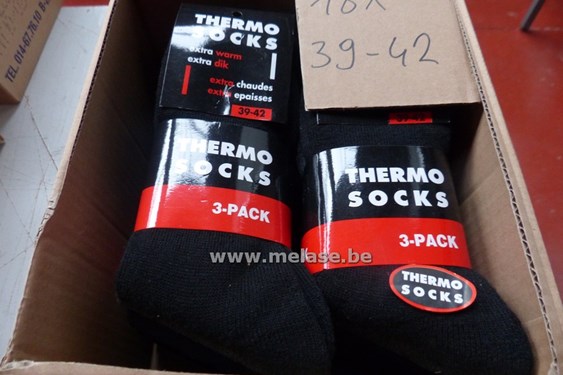 THERMO
SOCKS
extra warm
extra dik
extra chaudes
extra epaisses
39-42
39-42
THERMO
SOCKS
3-PACK
THERMO
SOCKS
3-PACK
THERMO
SOCKS
www.melase.be